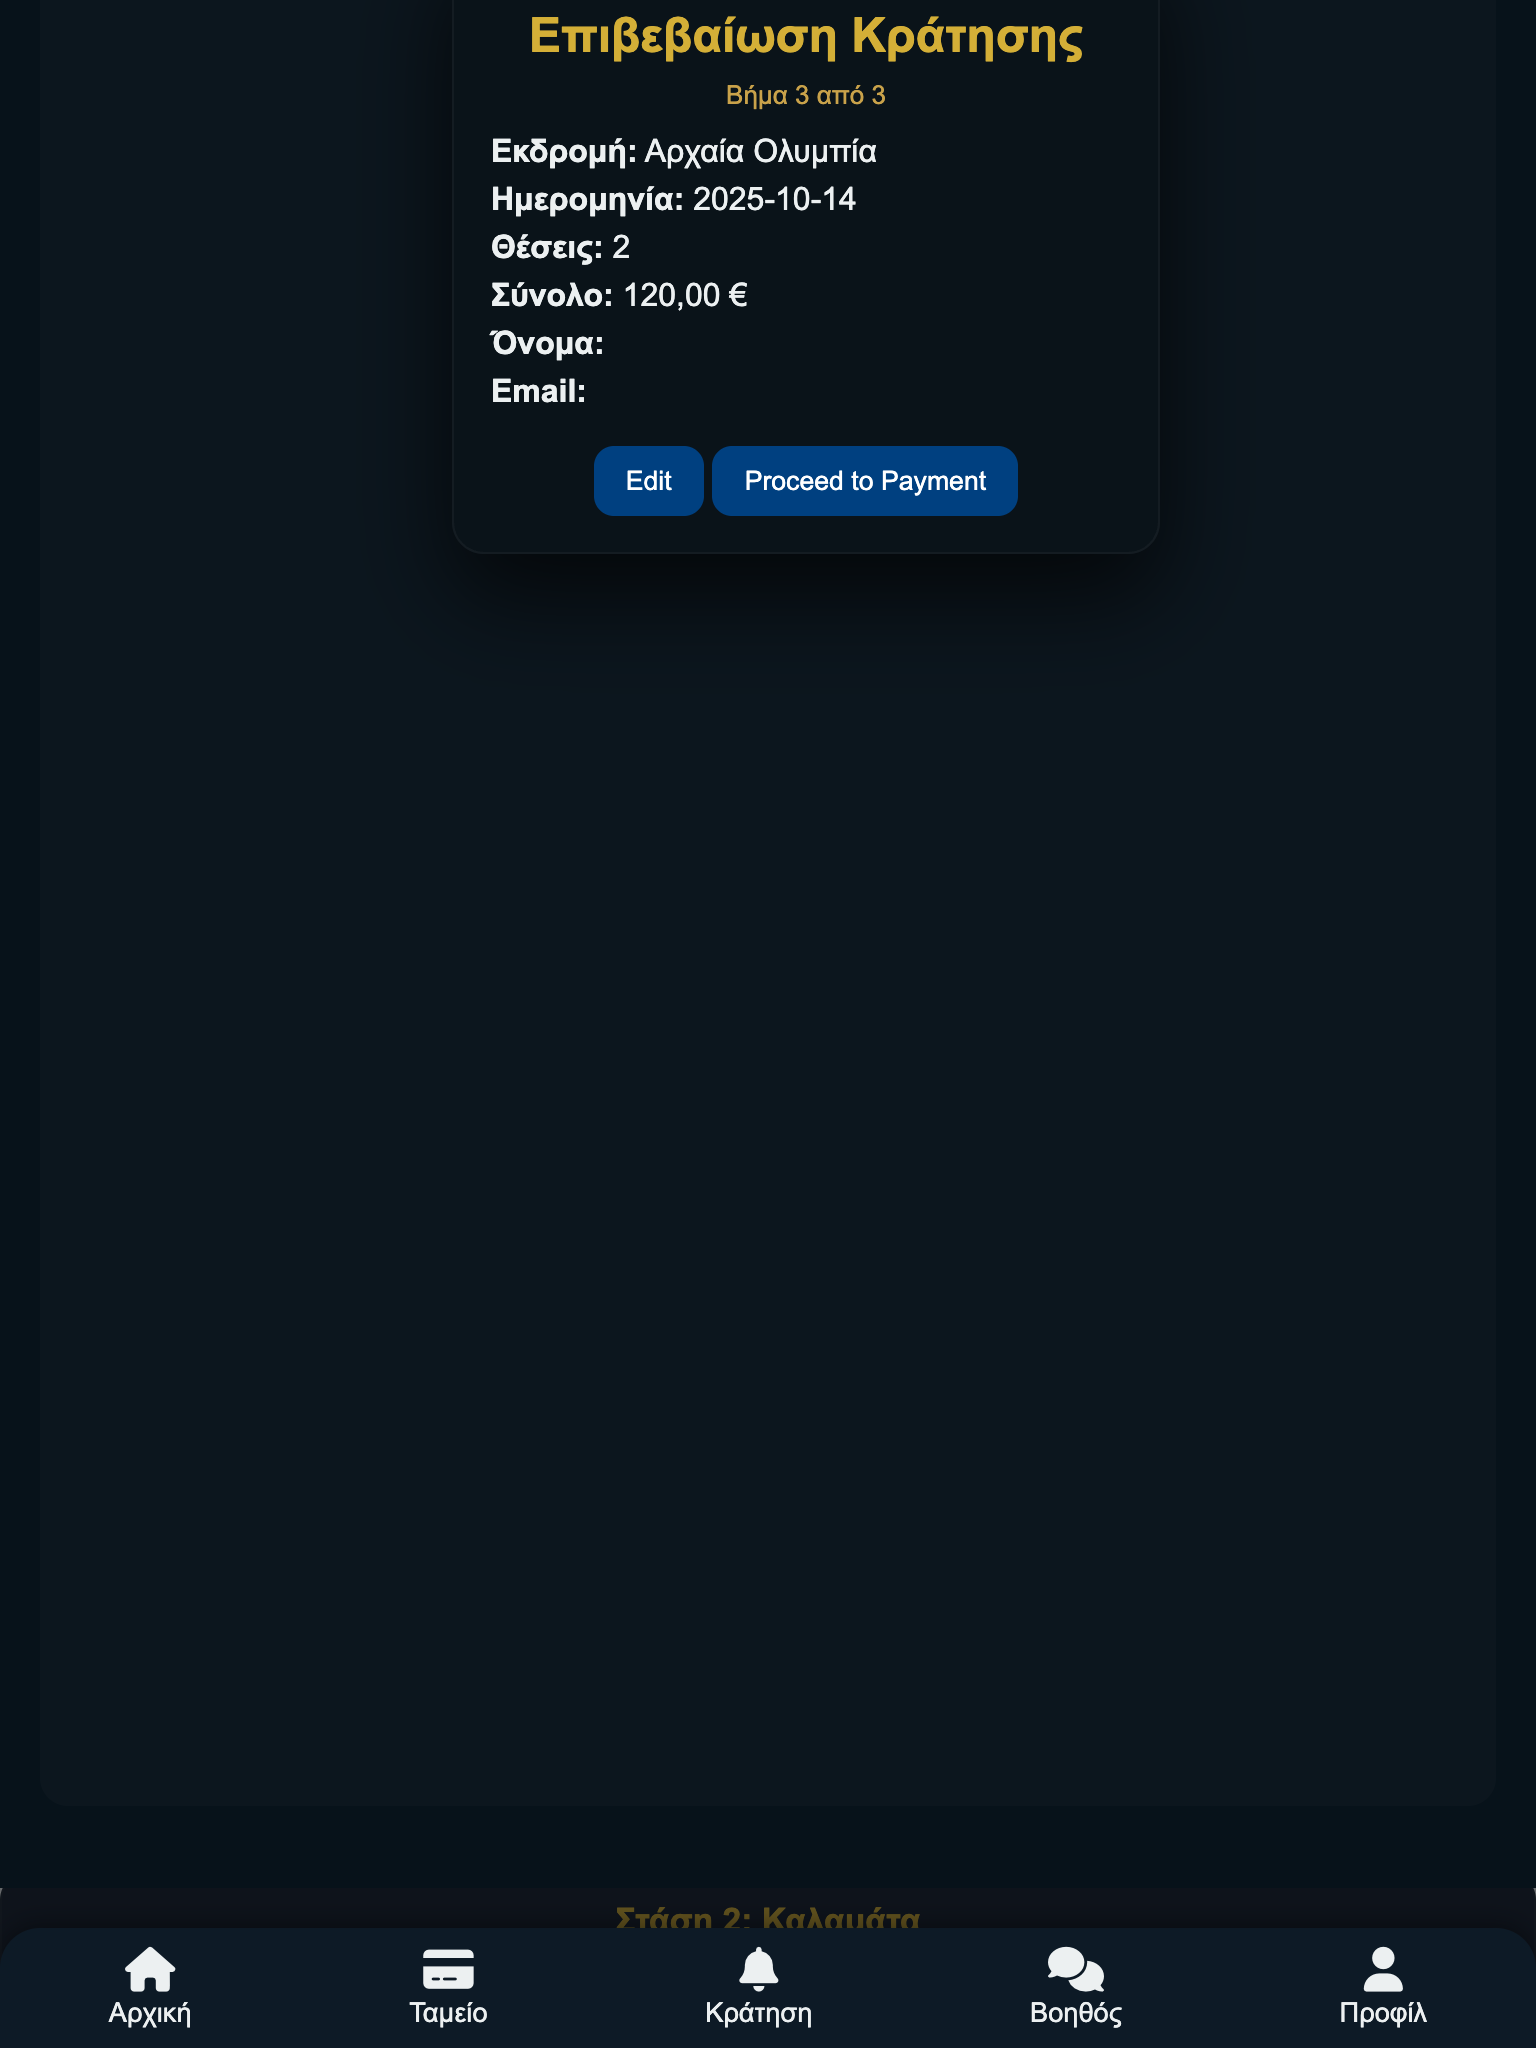 Επιβεβαίωση Κράτησης
Βήμα 3 από 3
Εκδρομή: Αρχαία Ολυμπία
Ημερομηνία: 2025-10-14
Θέσεις: 2
Σύνολο: 120,00 €
Όνομα:
Email:
Edit
Proceed to Payment
Στάση 2: Καλαμάτα
Αρχική
Ταμείο
Κράτηση
Βοηθός
Προφίλ